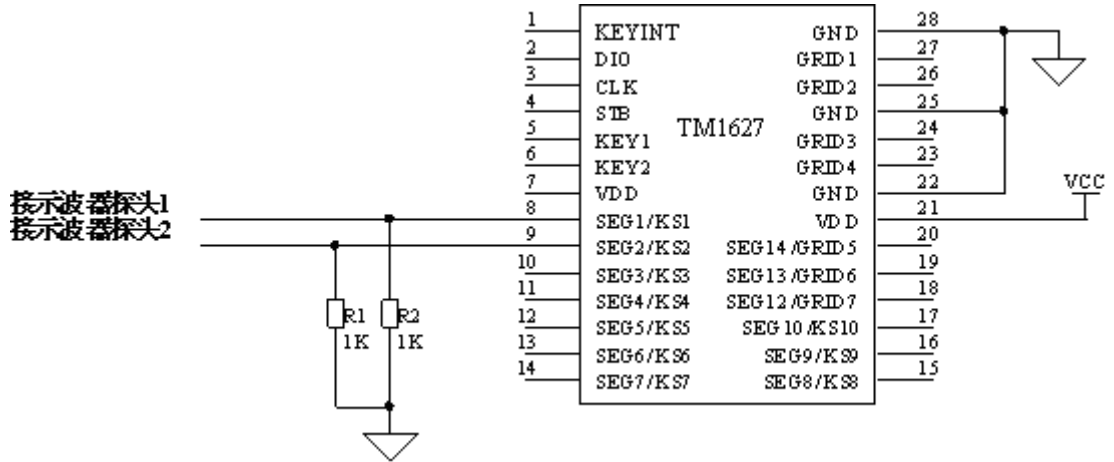 1 KEYINT GND 28
2 DIO GRID1 27
3 CLK GRID2 26
4 STB GND 25
TM1627
5 KEY1 GRID3 24
6 KEY2 GRID4 23
7 VDD GND 22
VCC
接示波器探头1
8 SEG1/KS1 VDD 21
接示波器探头2
9 SEG2/KS2 SEG14/GRID5 20
10 SEG3/KS3 SEG13/GRID6 19
11 SEG4/KS4 SEG12/GRID7 18
R1 R2
12 SEG5/KS5 SEG10/KS10 17
1K 1K
13 SEG6/KS6 SEG9/KS9 16
14 SEG7/KS7 SEG8/KS8 15